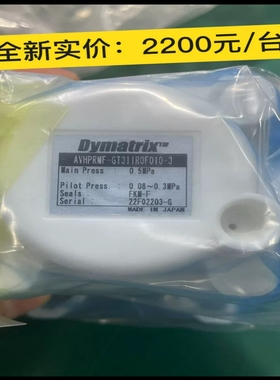 全新实价：2200元/台
Dymatrix™
AVHPRMF-GT311R0F010-3
Main Press : 0.5MPa
Pilot Press : 0.08~0.3MPa
Seals : FKM-F
Serial : 22F02203-G
MADE IN JAPAN